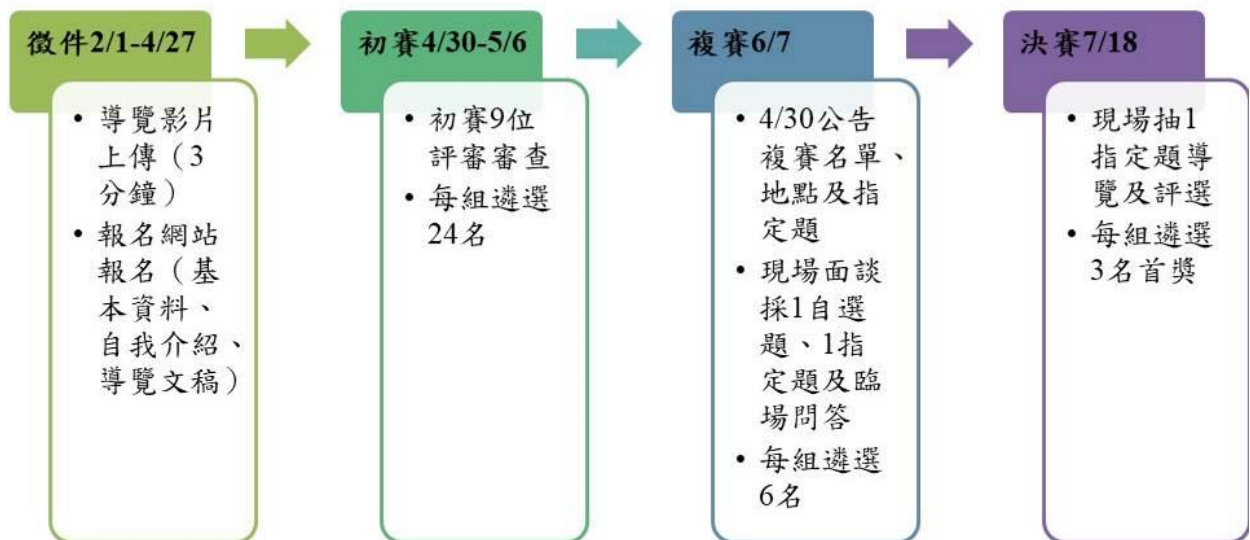 徵件2/1-4/27
• 導覽影片
上傳（3
分鐘）
• 報名網站
報名（基
本資料、
自我介紹、
導覽文稿）
初賽4/30-5/6
• 初賽9位
評審審查
• 每組遴選
24名
複賽6/7
• 4/30公告
複賽名單、
地點及指
定題
• 現場面談
採1自選
題、1指
定題及臨
場問答
• 每組遴選
6名
決賽7/18
• 現場抽1
指定題導
覽及評選
• 每組遴選
3名首獎